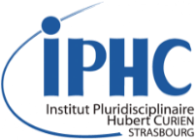 iPHC
Institut Pluridisciplinaire
Hubert CURIEN
STRASBOURG